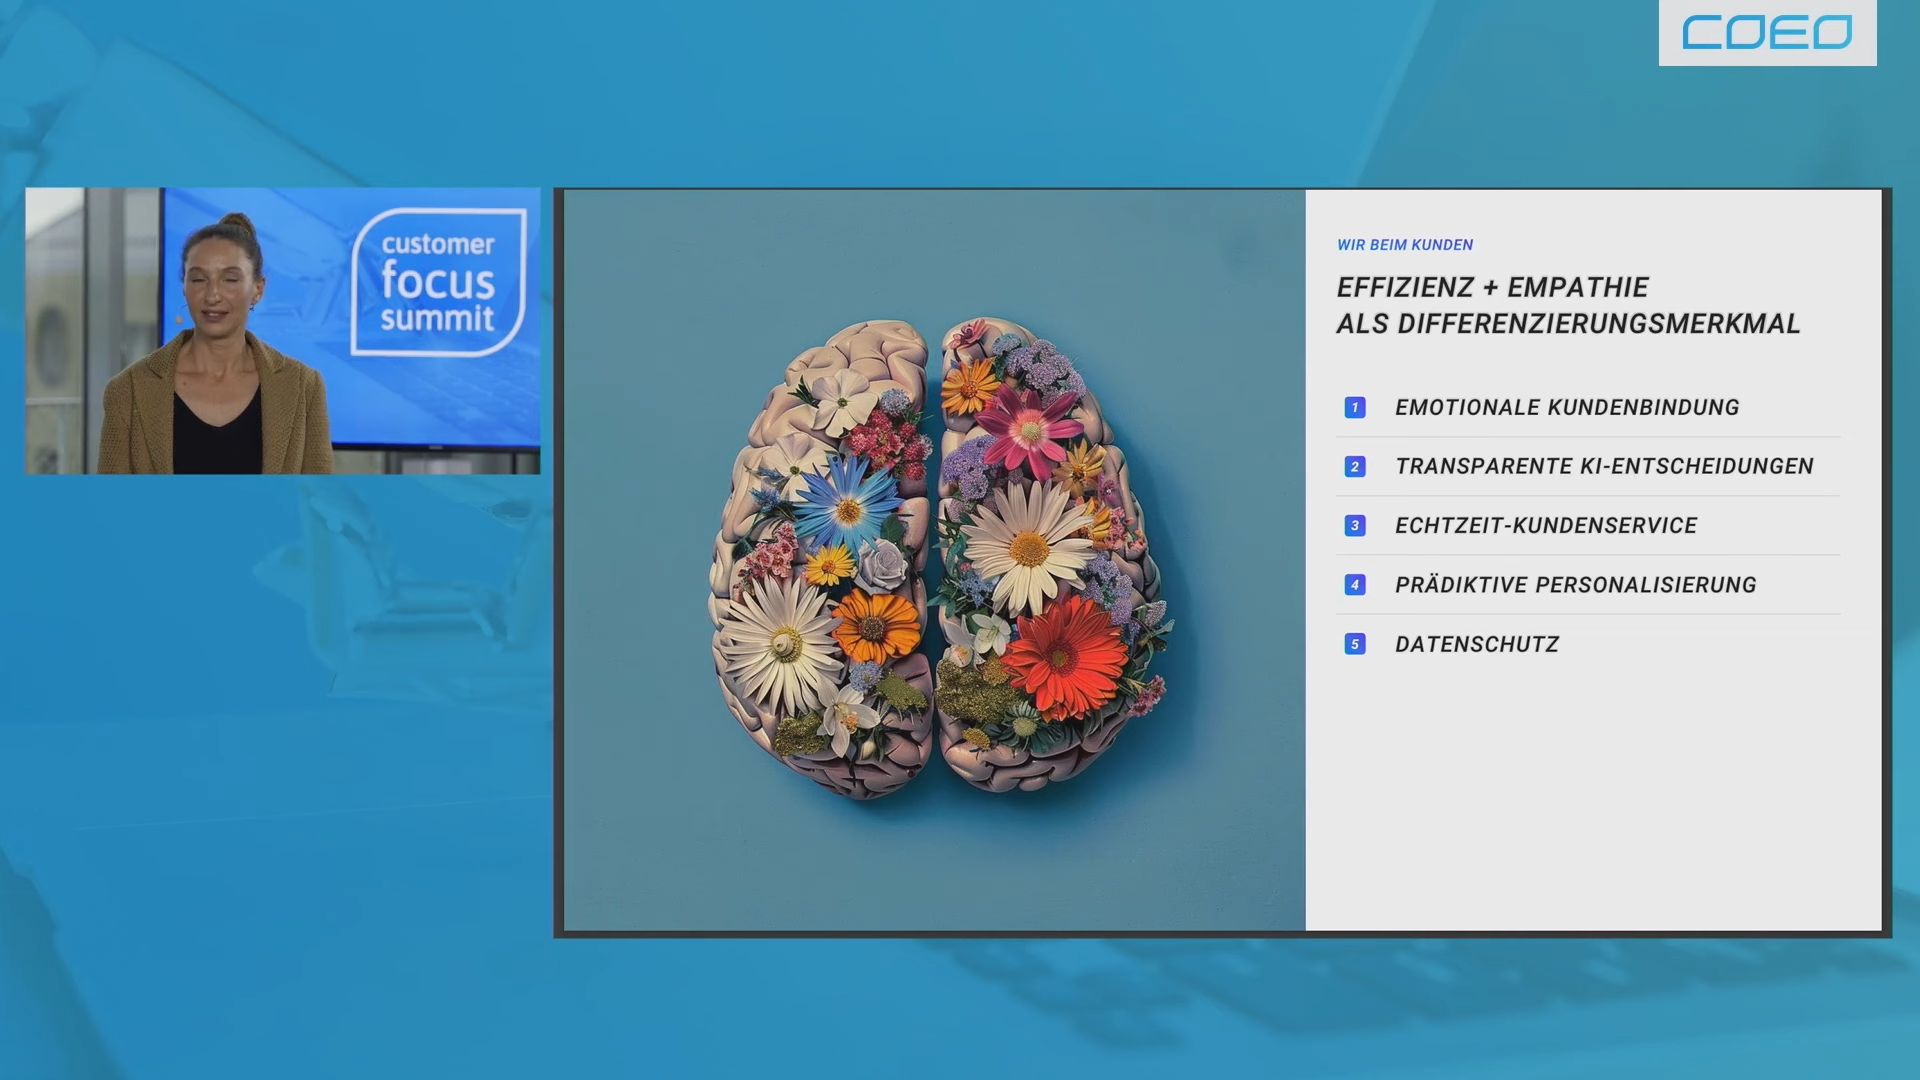 COEO
customer
focus
summit
WIR BEIM KUNDEN
EFFIZIENZ + EMPATHIE
ALS DIFFERENZIERUNGSMERKMAL
1 EMOTIONALE KUNDENBINDUNG
2 TRANSPARENTE KI-ENTSCHEIDUNGEN
3 ECHTZEIT-KUNDENSERVICE
4 PRÄDIKTIVE PERSONALISIERUNG
5 DATENSCHUTZ